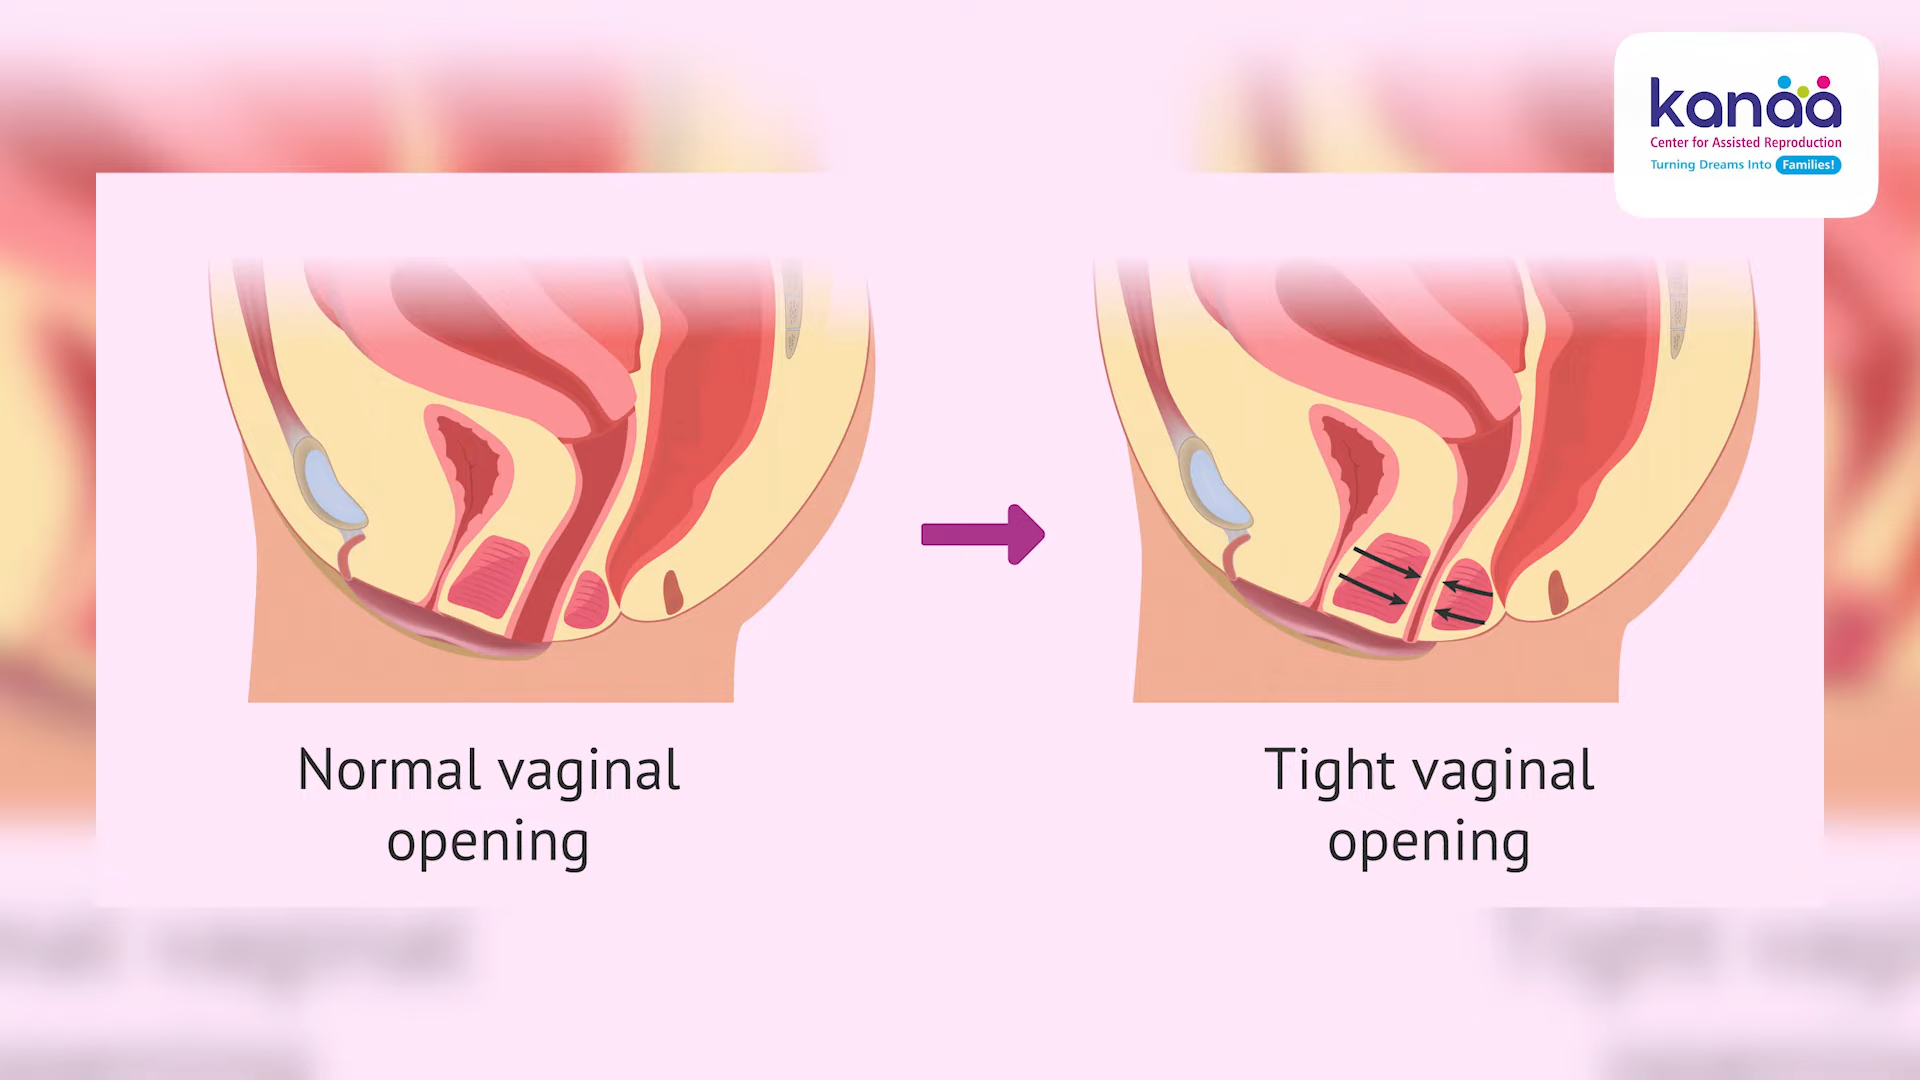 kanaa
Center for Assisted Reproduction
Turning Dreams Into Families!
Normal vaginal
opening
Tight vaginal
opening